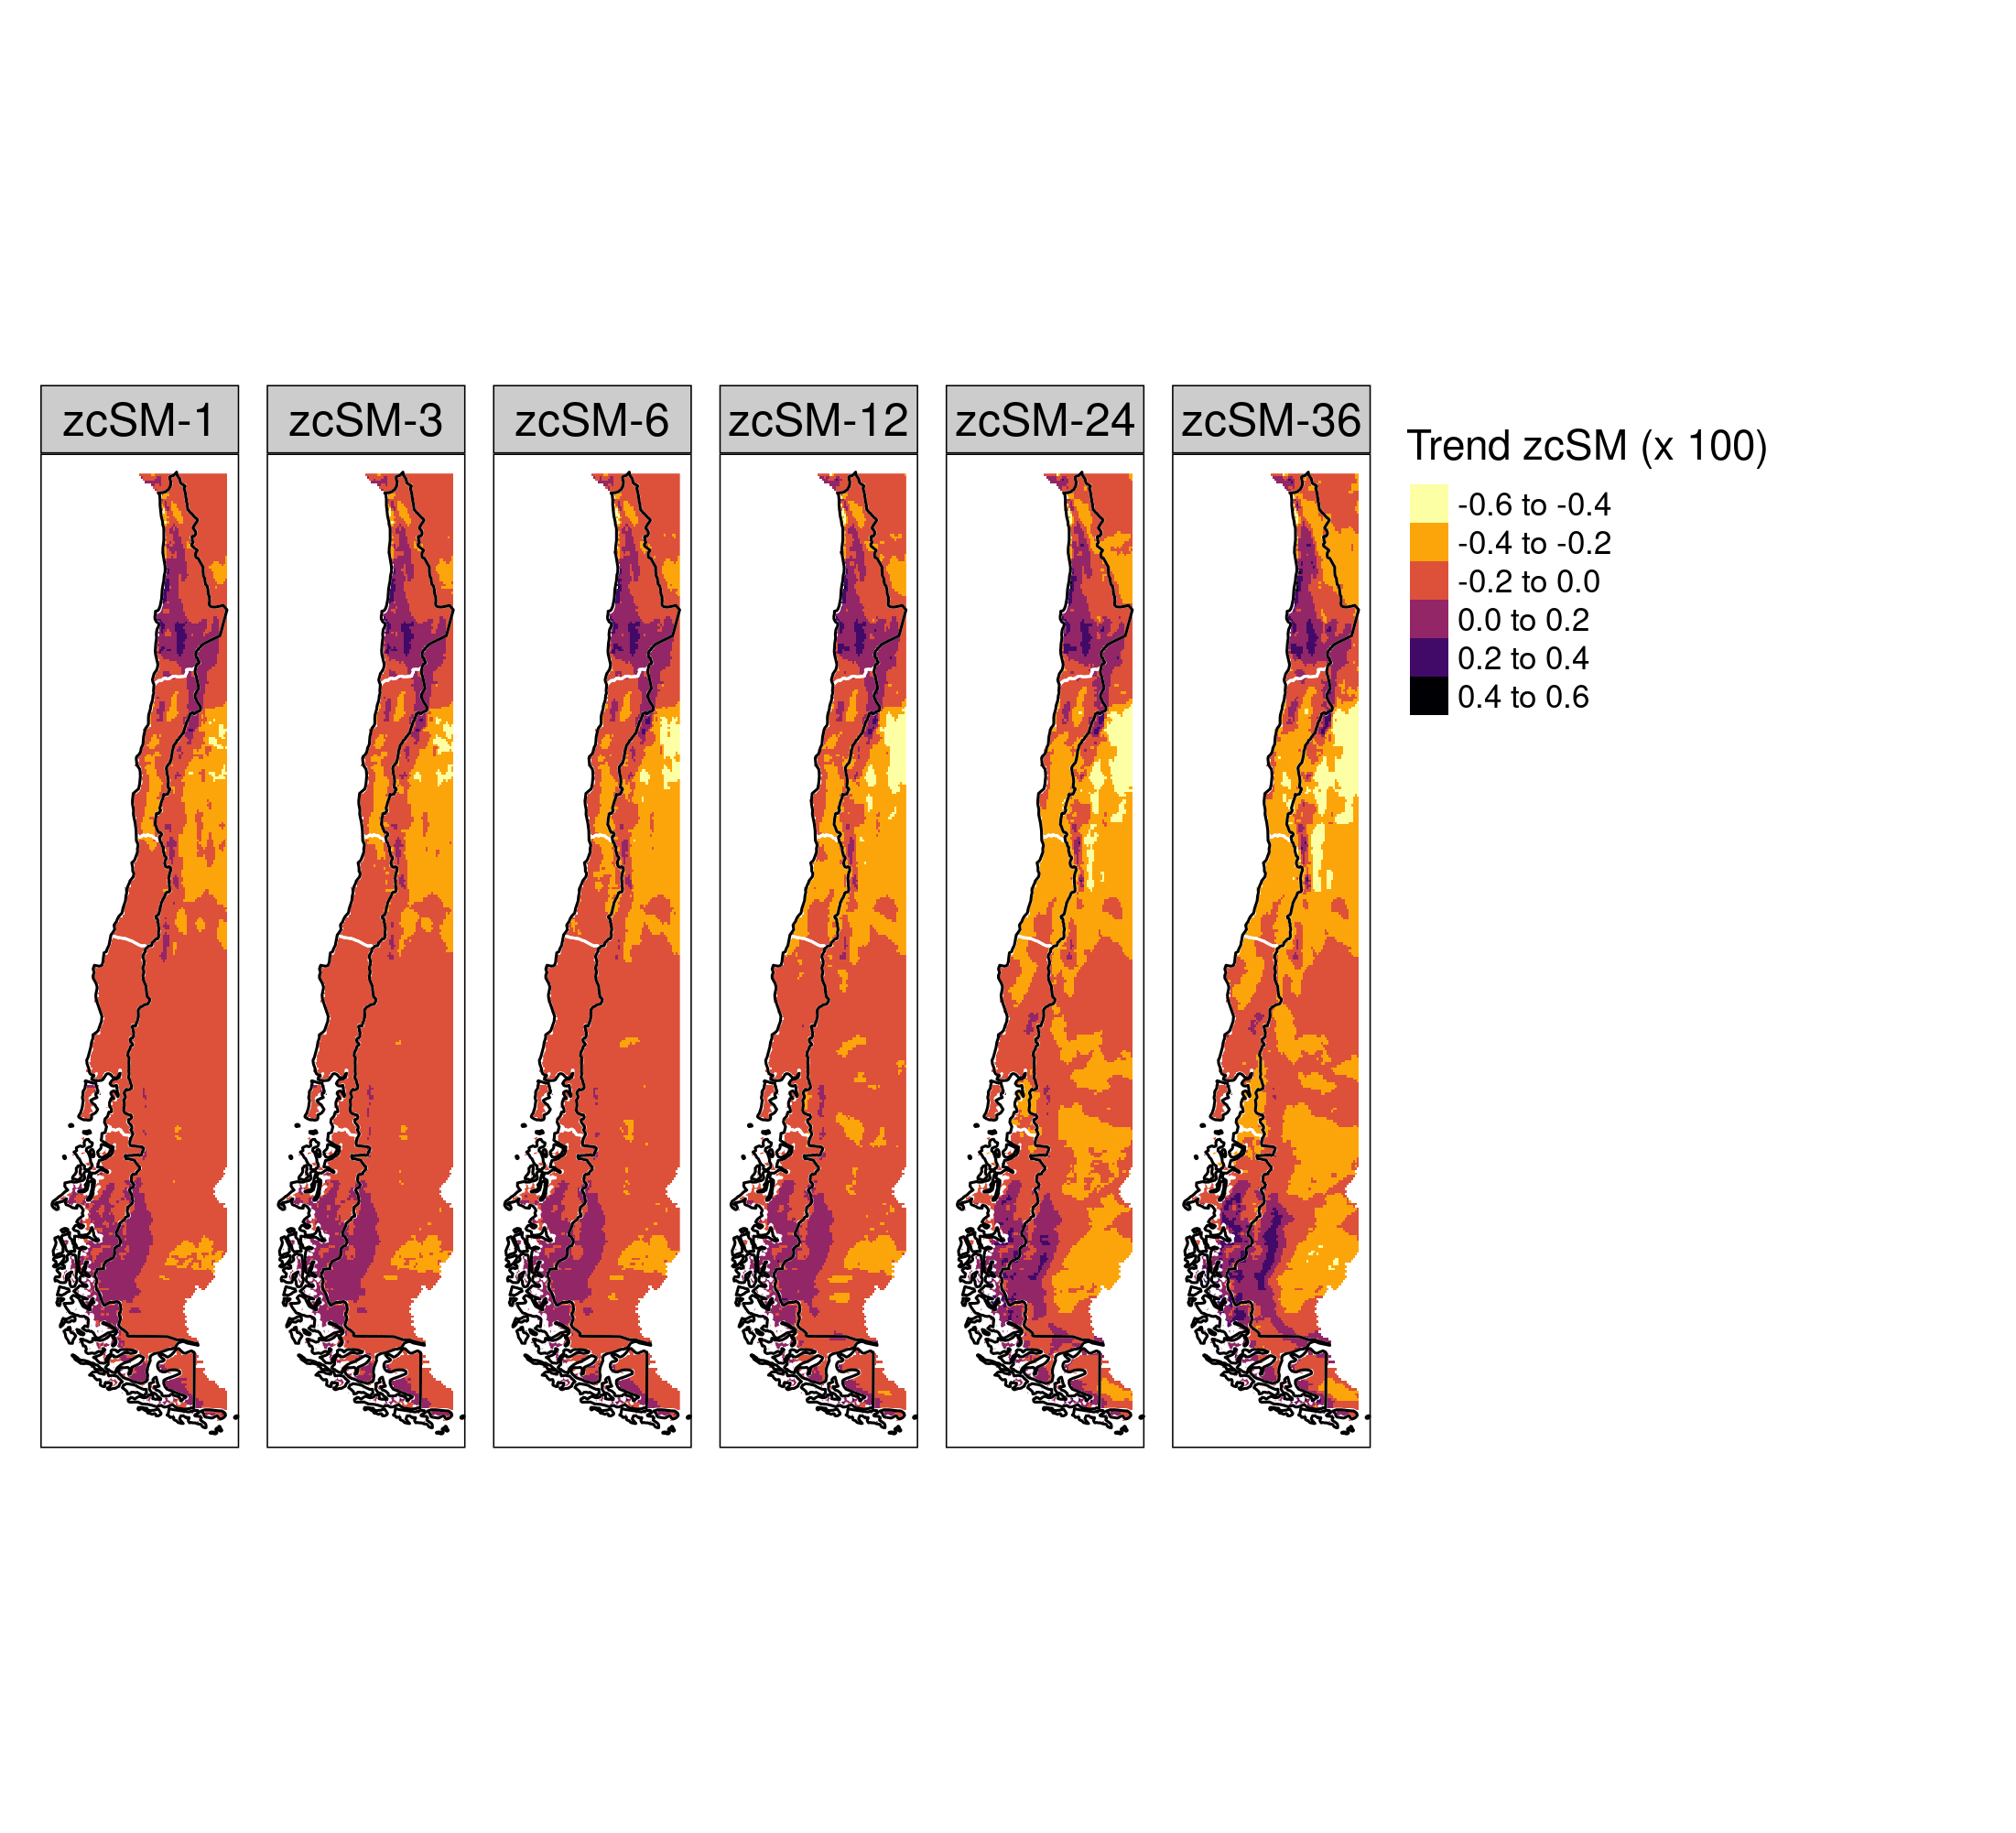 zcSM-1
zcSM-3
zcSM-6
zcSM-12
zcSM-24
zcSM-36
Trend zcSM (x 100)
-0.6 to -0.4
-0.4 to -0.2
-0.2 to 0.0
0.0 to 0.2
0.2 to 0.4
0.4 to 0.6